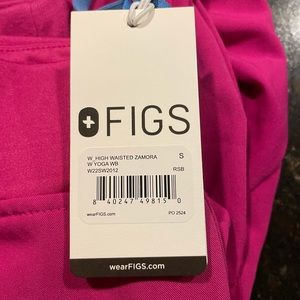 FIGS
W_HIGH WAISTED ZAMORA S
W YOGA WB
W22SW2012 RSB
8 40247 49815 0
wearFIGS.com PO 2524
wearFIGS.com